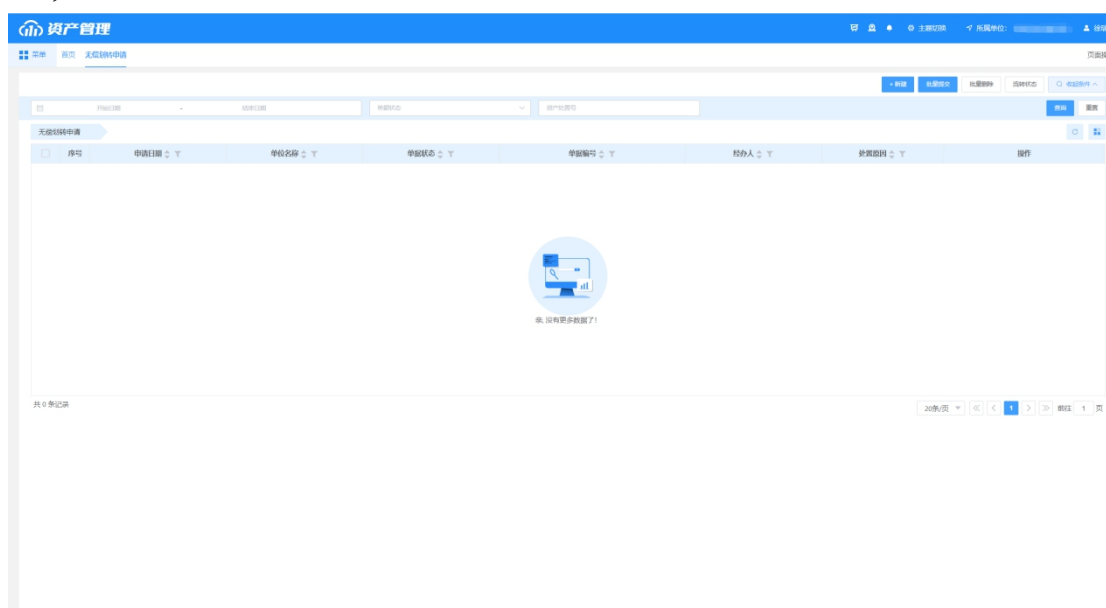 资产管理 主题切换 所属单位：
菜单 首页 无偿划转申请
+新建 批量提交 批量删除 流转状态 收起条件
开始日期 - 结束日期 单据状态 资产处置号 查询 重置
无偿划转申请
序号 申请日期 单位名称 单据状态 单据编号 经办人 处置原因 操作
亲, 没有更多数据了!
共 0 条记录 20条/页 1 前往 1 页